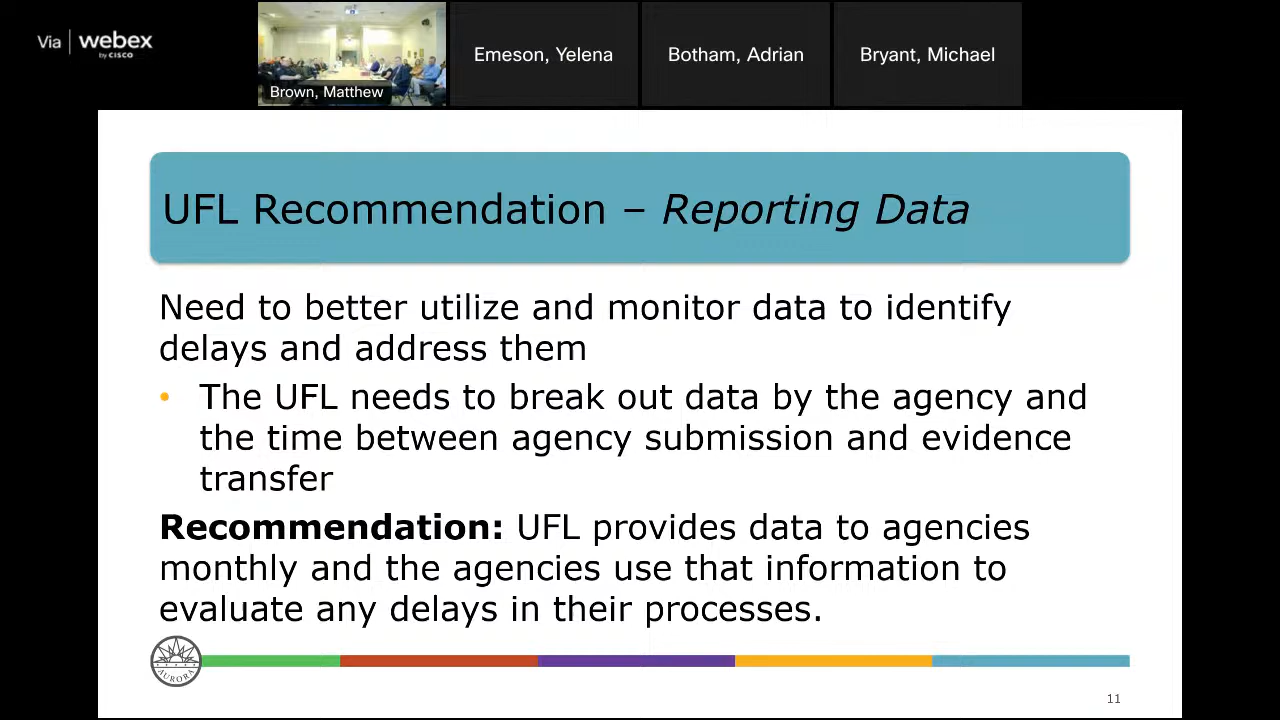 Via webex
by CISCO
Brown, Matthew
Emeson, Yelena
Botham, Adrian
Bryant, Michael
UFL Recommendation – Reporting Data
Need to better utilize and monitor data to identify
delays and address them
• The UFL needs to break out data by the agency and
the time between agency submission and evidence
transfer
Recommendation: UFL provides data to agencies
monthly and the agencies use that information to
evaluate any delays in their processes.
AURORA
11